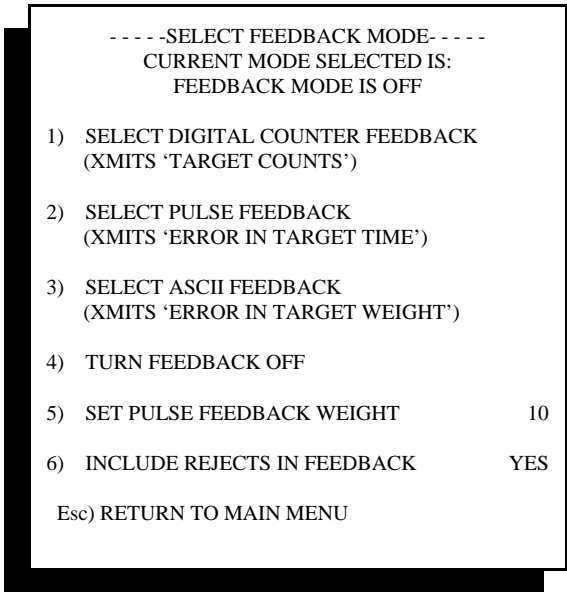 - - - - -SELECT FEEDBACK MODE- - - - -
CURRENT MODE SELECTED IS:
FEEDBACK MODE IS OFF
1) SELECT DIGITAL COUNTER FEEDBACK
(XMITS ‘TARGET COUNTS’)
2) SELECT PULSE FEEDBACK
(XMITS ‘ERROR IN TARGET TIME’)
3) SELECT ASCII FEEDBACK
(XMITS ‘ERROR IN TARGET WEIGHT’)
4) TURN FEEDBACK OFF
5) SET PULSE FEEDBACK WEIGHT 10
6) INCLUDE REJECTS IN FEEDBACK YES
Esc) RETURN TO MAIN MENU